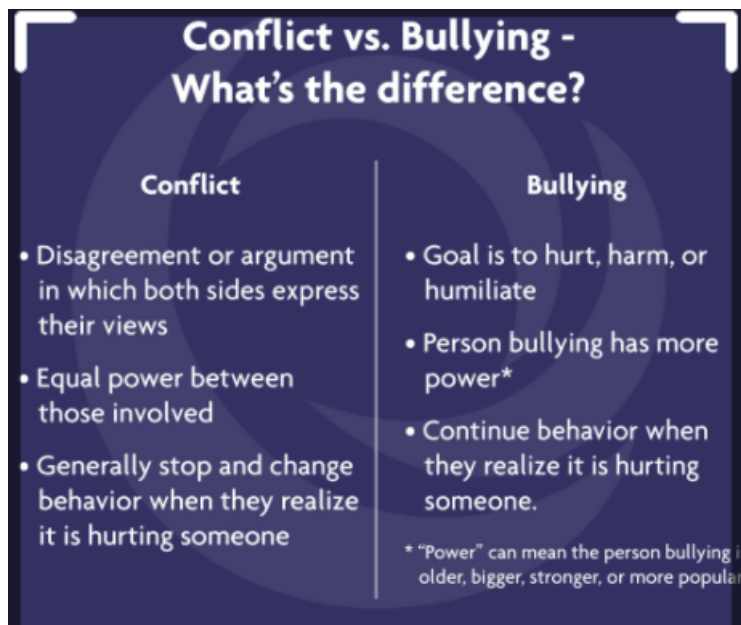 Conflict vs. Bullying -
What's the difference?
Conflict
• Disagreement or argument
in which both sides express
their views
• Equal power between
those involved
• Generally stop and change
behavior when they realize
it is hurting someone
Bullying
• Goal is to hurt, harm, or
humiliate
• Person bullying has more
power*
• Continue behavior when
they realize it is hurting
someone.
* "Power" can mean the person bullying
older, bigger, stronger, or more popular